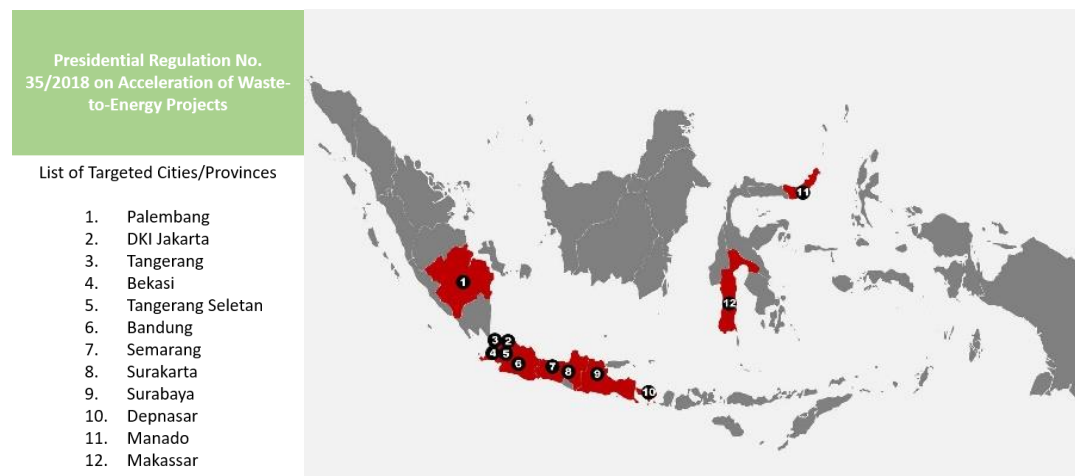 Presidential Regulation No.
35/2018 on Acceleration of Waste-
to-Energy Projects
List of Targeted Cities/Provinces
1. Palembang
2. DKI Jakarta
3. Tangerang
4. Bekasi
5. Tangerang Seletan
6. Bandung
7. Semarang
8. Surakarta
9. Surabaya
10. Depnasar
11. Manado
12. Makassar
11
1
12
3 2
4 5
6
7
8
9
10